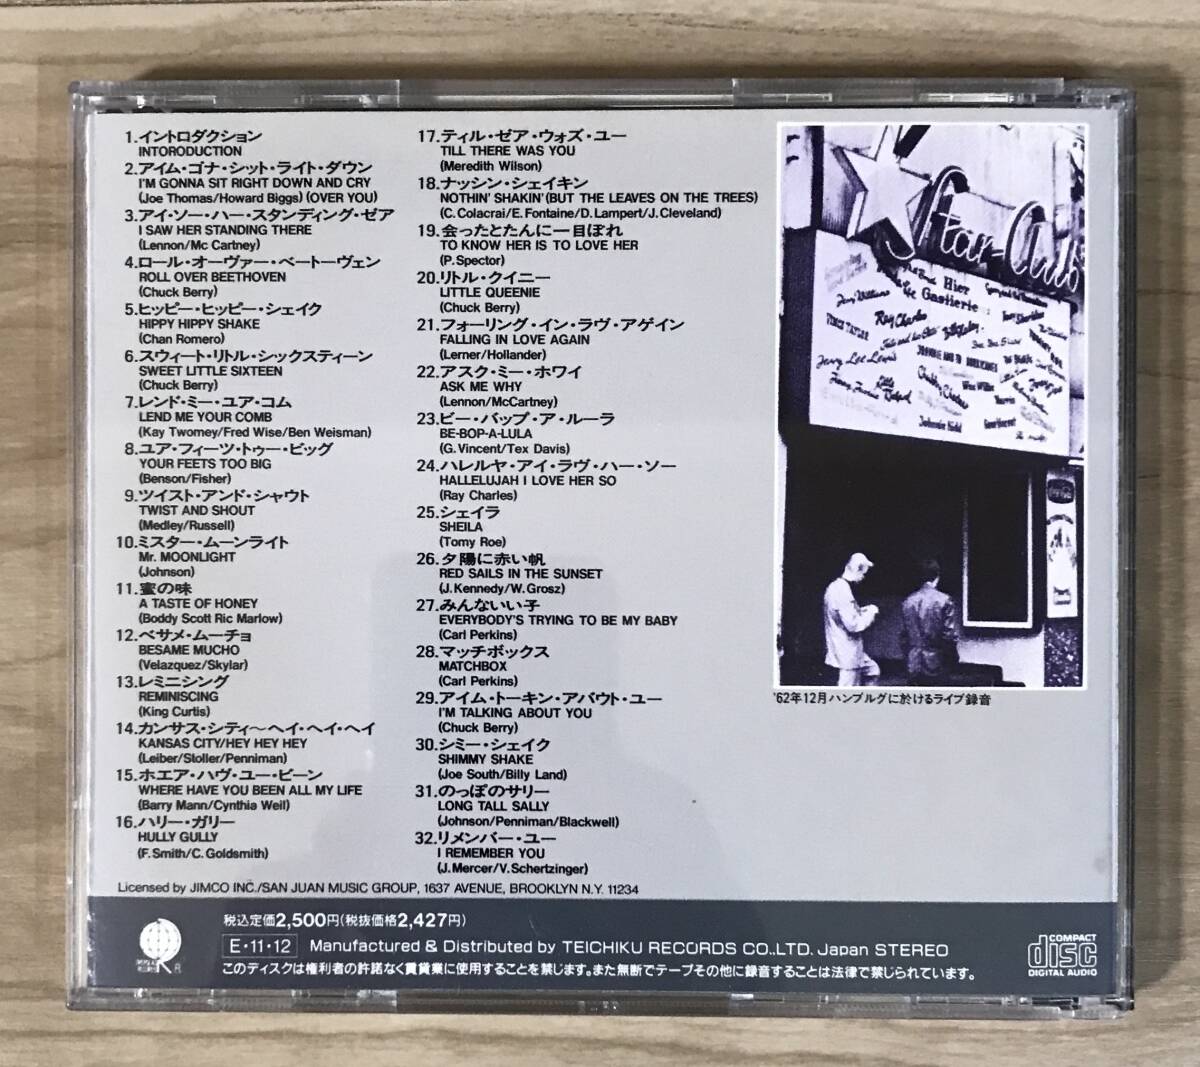 1.イントロダクション
INTORODUCTION
2.アイム・ゴナ・シット・ライト・ダウン
I'M GONNA SIT RIGHT DOWN AND CRY
(Joe Thomas/Howard Biggs) (OVER YOU)
3.アイ・ソー・ハー・スタンディング・ゼア
I SAW HER STANDING THERE
(Lennon/Mc Cartney)
4.ロール・オーヴァー・ベートーヴェン
ROLL OVER BEETHOVEN
(Chuck Berry)
5.ヒッピー・ヒッピー・シェイク
HIPPY HIPPY SHAKE
(Chan Romero)
6.スウィート・リトル・シックスティーン
SWEET LITTLE SIXTEEN
(Chuck Berry)
7.レンド・ミー・ユア・コム
LEND ME YOUR COMB
(Kay Twomey/Fred Wise/Ben Weisman)
8.ユア・フィーツ・トゥー・ビッグ
YOUR FEETS TOO BIG
(Benson/Fisher)
9.ツイスト・アンド・シャウト
TWIST AND SHOUT
(Medley/Russell)
10.ミスター・ムーンライト
Mr. MOONLIGHT
(Johnson)
11.蜜の味
A TASTE OF HONEY
(Boddy Scott Ric Marlow)
12.ベサメ・ムーチョ
BESAME MUCHO
(Velazquez/Skylar)
13.レミニシング
REMINISCING
(King Curtis)
14.カンサス・シティ〜ヘイ・ヘイ・ヘイ
KANSAS CITY/HEY HEY HEY
(Leiber/Stoller/Penniman)
15.ホエア・ハヴ・ユー・ビーン
WHERE HAVE YOU BEEN ALL MY LIFE
(Barry Mann/Cynthia Weil)
16.ハリー・ガリー
HULLY GULLY
(F. Smith/C. Goldsmith)
17.ティル・ゼア・ウォズ・ユー
TILL THERE WAS YOU
(Meredith Wilson)
18.ナッシン・シェイキン
NOTHIN' SHAKIN' (BUT THE LEAVES ON THE TREES)
(C. Colacrai/E. Fontaine/D. Lampert/J. Cleveland)
19.会ったとたんに一目ぼれ
TO KNOW HER IS TO LOVE HER
(P. Spector)
20.リトル・クイニー
LITTLE QUEENIE
(Chuck Berry)
21.フォーリング・イン・ラヴ・アゲイン
FALLING IN LOVE AGAIN
(Lerner/Hollander)
22.アスク・ミー・ホワイ
ASK ME WHY
(Lennon/McCartney)
23.ビー・バップ・ア・ルーラ
BE-BOP-A-LULA
(G. Vincent/Tex Davis)
24.ハレルヤ・アイ・ラヴ・ハー・ソー
HALLELUJAH I LOVE HER SO
(Ray Charles)
25.シェイラ
SHEILA
(Tomy Roe)
26.夕陽に赤い帆
RED SAILS IN THE SUNSET
(J. Kennedy/W. Grosz)
27.みんないい子
EVERYBODY'S TRYING TO BE MY BABY
(Carl Perkins)
28.マッチボックス
MATCHBOX
(Carl Perkins)
29.アイム・トーキン・アバウト・ユー
I'M TALKING ABOUT YOU
(Chuck Berry)
30.シミー・シェイク
SHIMMY SHAKE
(Joe South/Billy Land)
31.のっぽのサリー
LONG TALL SALLY
(Johnson/Penniman/Blackwell)
32.リメンバー・ユー
I REMEMBER YOU
(J. Mercer/V. Schertzinger)
Star-Club
Hier
Gastierte
Ray Charles
Jerry Lee Lewis
'62年12月ハンブルグに於けるライブ録音
Licensed by JIMCO INC./SAN JUAN MUSIC GROUP, 1637 AVENUE, BROOKLYN N.Y. 11234
税込定価2,500円(税抜価格2,427円)
E・11・12 Manufactured & Distributed by TEICHIKU RECORDS CO.,LTD. Japan STEREO
このディスクは権利者の許諾なく賃貸業に使用することを禁じます。また無断でテープその他に録音することは法律で禁じられています。
COMPACT
disc
DIGITAL AUDIO